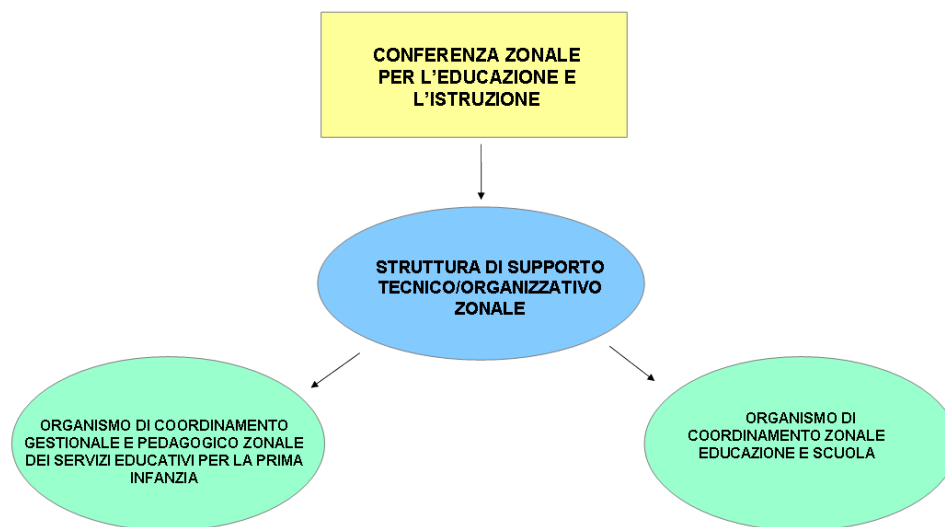 CONFERENZA ZONALE
PER L'EDUCAZIONE E
L'ISTRUZIONE
STRUTTURA DI SUPPORTO
TECNICO/ORGANIZZATIVO
ZONALE
ORGANISMO DI COORDINAMENTO
GESTIONALE E PEDAGOGICO ZONALE
DEI SERVIZI EDUCATIVI PER LA PRIMA
INFANZIA
ORGANISMO DI
COORDINAMENTO ZONALE
EDUCAZIONE E SCUOLA